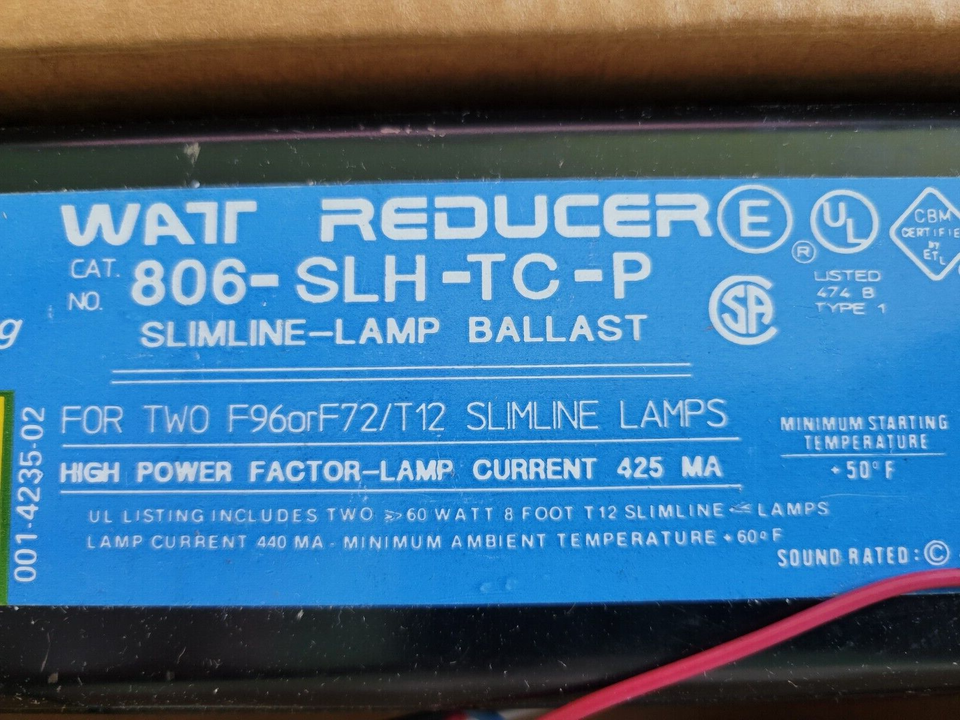 WATT REDUCER
E
®
UL
LISTED
474 B
TYPE 1
CBM
CERTIFIE
BY
ETL
SA
CAT.
NO.
806-SLH-TC-P
SLIMLINE-LAMP BALLAST
g
FOR TWO F96orF72/T12 SLIMLINE LAMPS
HIGH POWER FACTOR-LAMP CURRENT 425 MA
MINIMUM STARTING
TEMPERATURE
+50°F
UL LISTING INCLUDES TWO 60 WATT 8 FOOT T12 SLIMLINE LAMPS
LAMP CURRENT 440 MA - MINIMUM AMBIENT TEMPERATURE +60°F
SOUND RATED: Ⓒ
001-4235-02